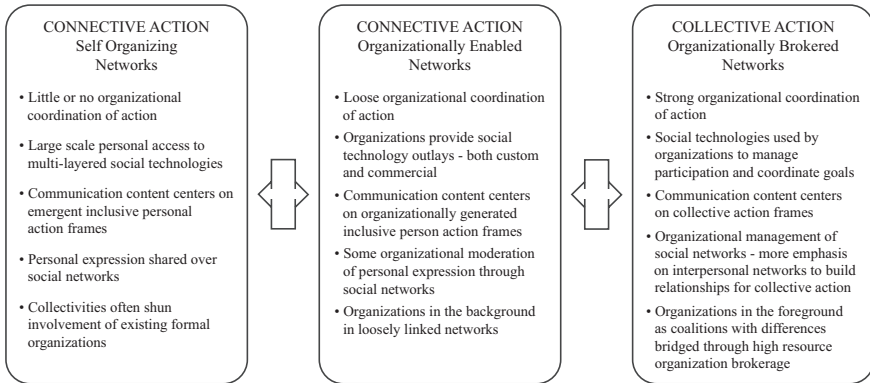 CONNECTIVE ACTION
Self Organizing
Networks
• Little or no organizational
coordination of action
• Large scale personal access to
multi-layered social technologies
• Communication content centers on
emergent inclusive personal
action frames
• Personal expression shared over
social networks
• Collectivities often shun
involvement of existing formal
organizations
CONNECTIVE ACTION
Organizationally Enabled
Networks
• Loose organizational coordination
of action
• Organizations provide social
technology outlays - both custom
and commercial
• Communication content centers
on organizationally generated
inclusive person action frames
• Some organizational moderation
of personal expression through
social networks
• Organizations in the background
in loosely linked networks
COLLECTIVE ACTION
Organizationally Brokered
Networks
• Strong organizational coordination
of action
• Social technologies used by
organizations to manage
participation and coordinate goals
• Communication content centers
on collective action frames
• Organizational management of
social networks - more emphasis
on interpersonal networks to build
relationships for collective action
• Organizations in the foreground
as coalitions with differences
bridged through high resource
organization brokerage